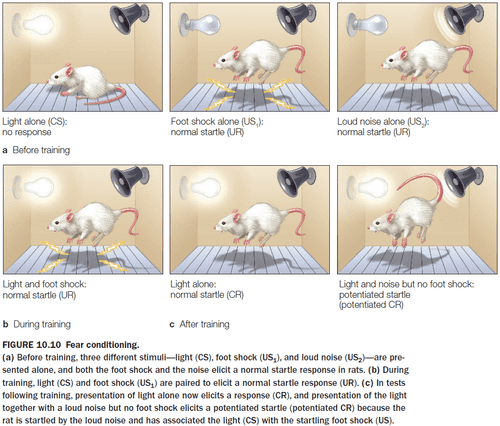 Light alone (CS):
no response
Foot shock alone (US₁):
normal startle (UR)
Loud noise alone (US₂):
normal startle (UR)
a Before training
Light and foot shock:
normal startle (UR)
Light alone:
normal startle (CR)
Light and noise but no foot shock:
potentiated startle
(potentiated CR)
b During training
c After training
FIGURE 10.10 Fear conditioning.
(a) Before training, three different stimuli—light (CS), foot shock (US₁), and loud noise (US₂)—are pre-
sented alone, and both the foot shock and the noise elicit a normal startle response in rats. (b) During
training, light (CS) and foot shock (US₁) are paired to elicit a normal startle response (UR). (c) In tests
following training, presentation of light alone now elicits a response (CR), and presentation of the light
together with a loud noise but no foot shock elicits a potentiated startle (potentiated CR) because the
rat is startled by the loud noise and has associated the light (CS) with the startling foot shock (US).